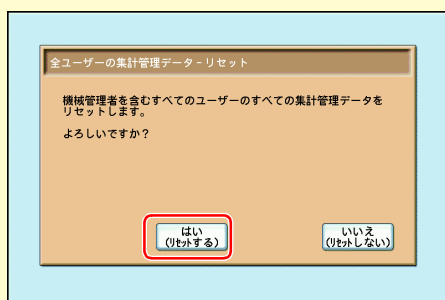 全ユーザーの集計管理データ - リセット
機械管理者を含むすべてのユーザーのすべての集計管理データを
リセットします。
よろしいですか？
はい
(ﾘｾｯﾄする)
いいえ
(ﾘｾｯﾄしない)